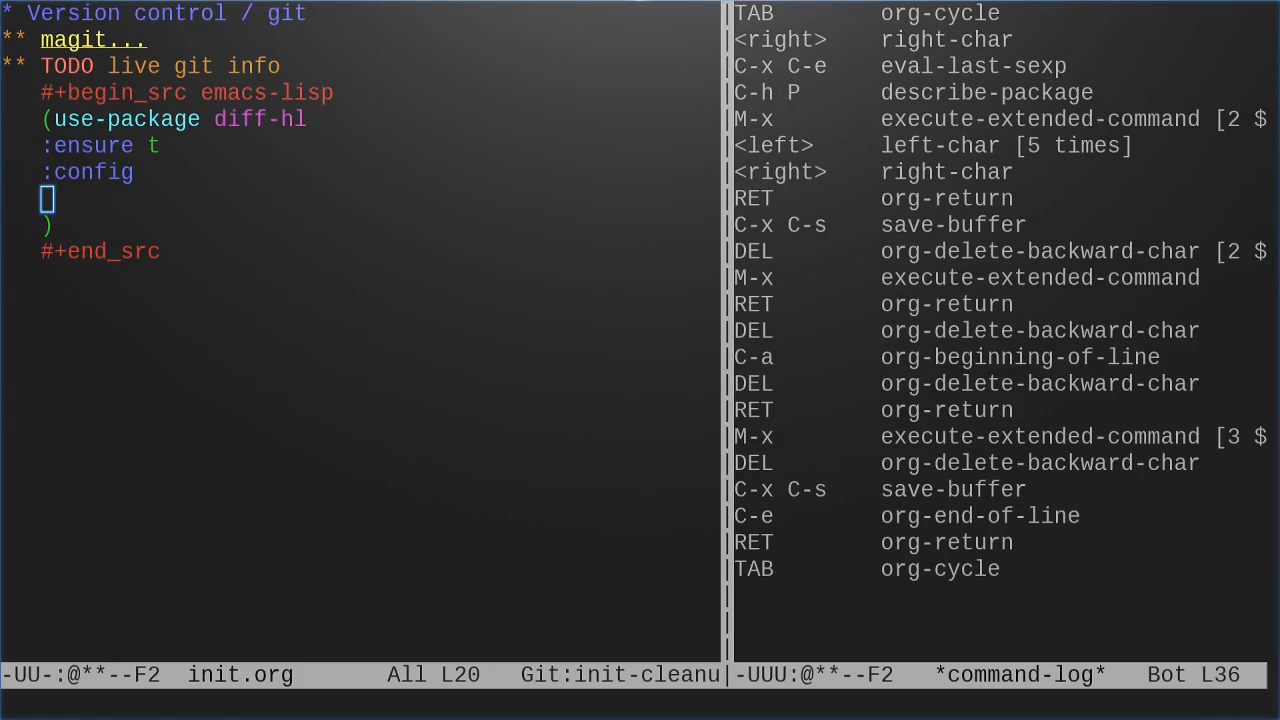 * Version control / git
** magit...
** TODO live git info
#+begin_src emacs-lisp
(use-package diff-hl
:ensure t
:config
)
#+end_src
-UU-:@**--F2 init.org All L20 Git:init-cleanu
TAB org-cycle
<right> right-char
C-x C-e eval-last-sexp
C-h P describe-package
M-x execute-extended-command [2 $
<left> left-char [5 times]
<right> right-char
RET org-return
C-x C-s save-buffer
DEL org-delete-backward-char [2 $
M-x execute-extended-command
RET org-return
DEL org-delete-backward-char
C-a org-beginning-of-line
DEL org-delete-backward-char
RET org-return
M-x execute-extended-command [3 $
DEL org-delete-backward-char
C-x C-s save-buffer
C-e org-end-of-line
RET org-return
TAB org-cycle
-UUU:@**--F2 *command-log* Bot L36